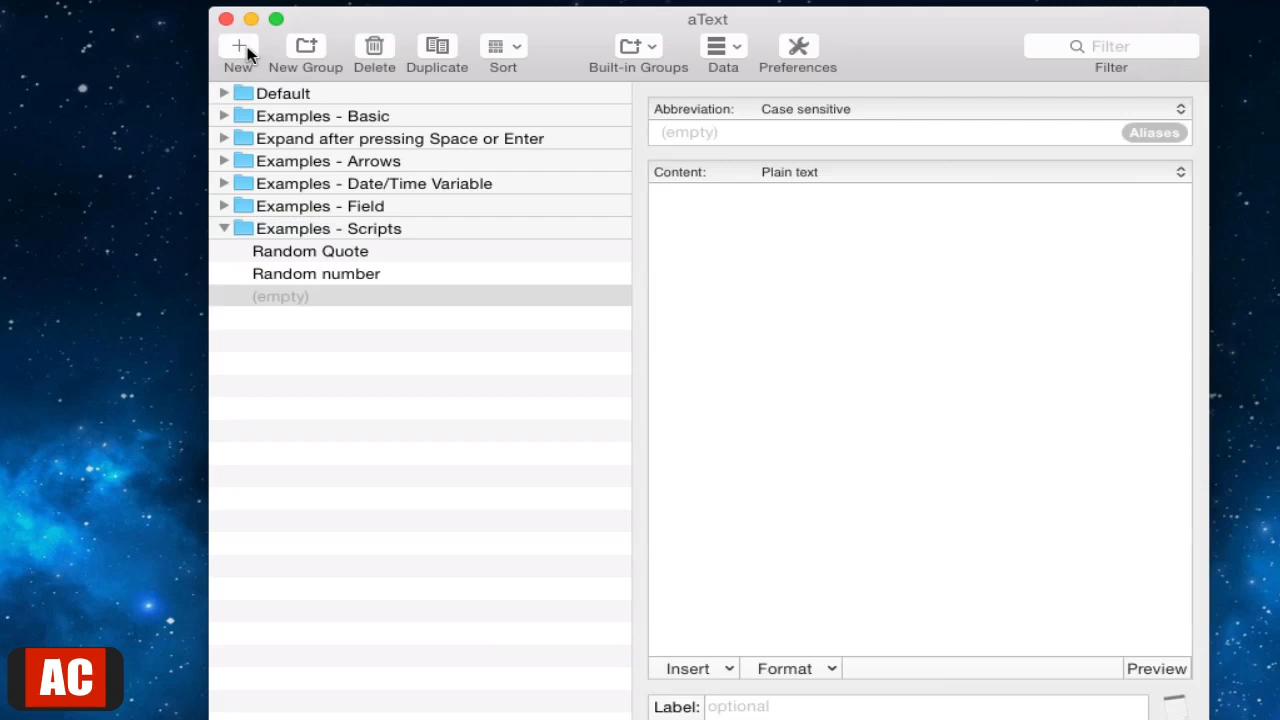 aText
New
New Group
Delete
Duplicate
Sort
Built-in Groups
Data
Preferences
Filter
Filter
Default
Examples - Basic
Expand after pressing Space or Enter
Examples - Arrows
Examples - Date/Time Variable
Examples - Field
Examples - Scripts
Random Quote
Random number
(empty)
Abbreviation: Case sensitive
(empty) Aliases
Content: Plain text
Insert Format Preview
Label: optional
AC